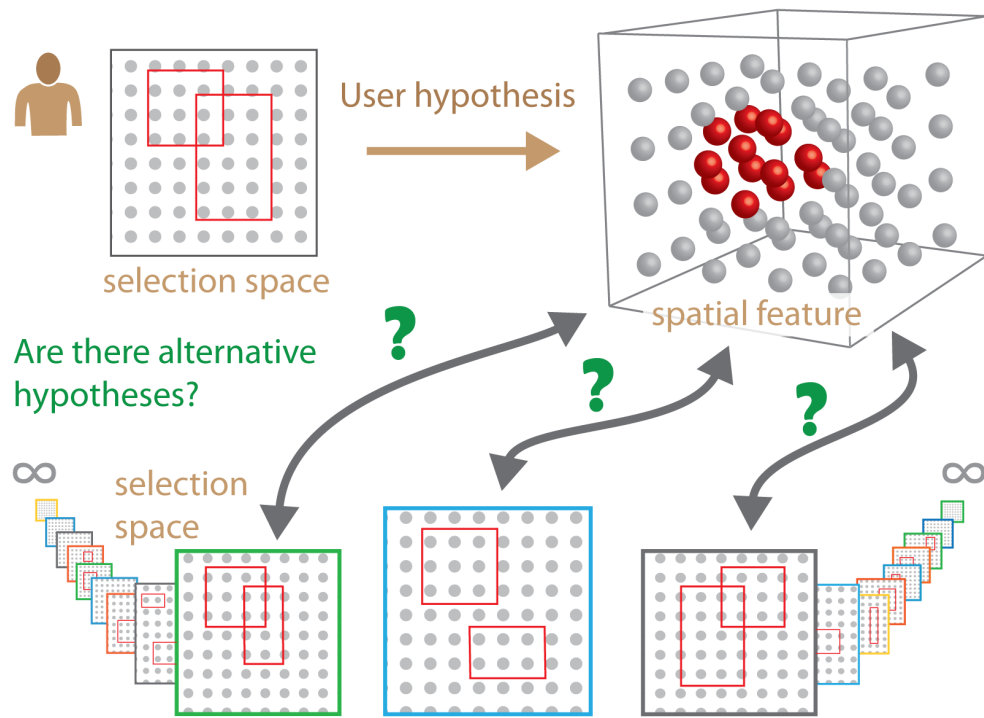 User hypothesis
selection space
spatial feature
?
Are there alternative
hypotheses?
?
?
∞
∞
selection
space